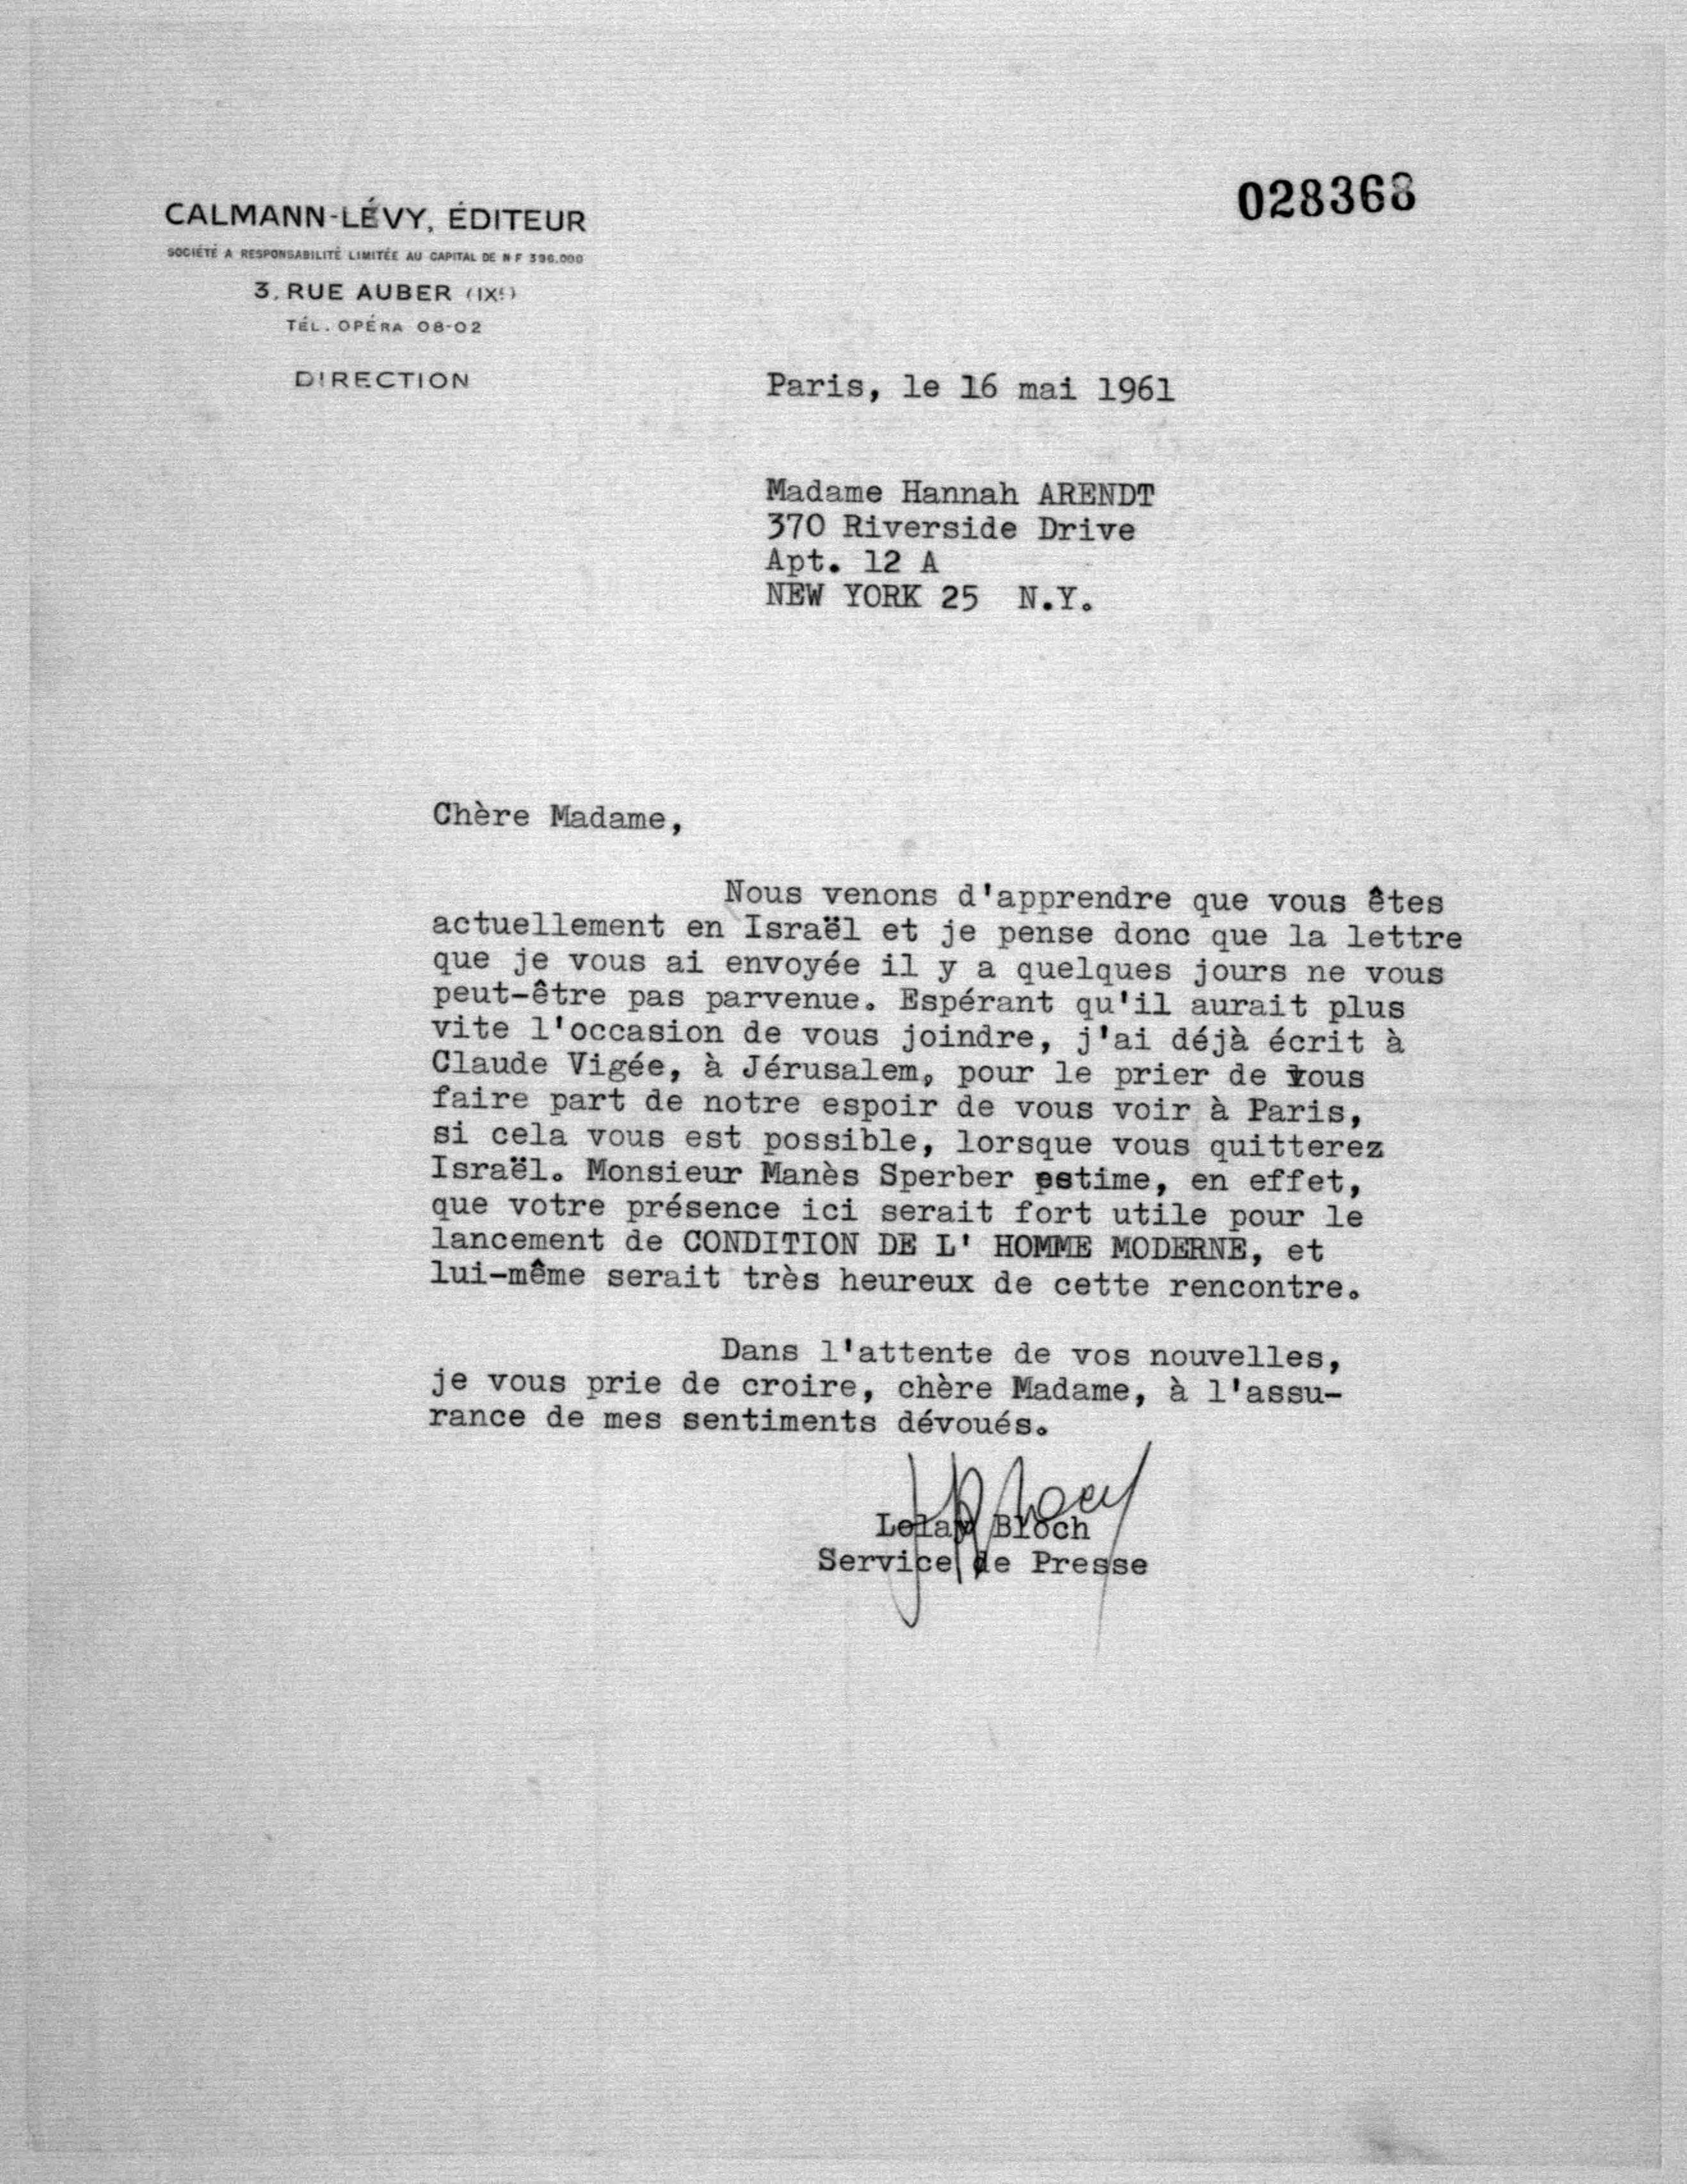 028368
CALMANN-LÉVY, ÉDITEUR
SOCIÉTÉ A RESPONSABILITÉ LIMITÉE AU CAPITAL DE N F 396.000
3, RUE AUBER (IXe)
TÉL. OPÉRA 08-02
DIRECTION
Paris, le 16 mai 1961
Madame Hannah ARENDT
370 Riverside Drive
Apt. 12 A
NEW YORK 25 N.Y.
Chère Madame,
Nous venons d'apprendre que vous êtes
actuellement en Israël et je pense donc que la lettre
que je vous ai envoyée il y a quelques jours ne vous
peut-être pas parvenue. Espérant qu'il aurait plus
vite l'occasion de vous joindre, j'ai déjà écrit à
Claude Vigée, à Jérusalem, pour le prier de vous
faire part de notre espoir de vous voir à Paris,
si cela vous est possible, lorsque vous quitterez
Israël. Monsieur Manès Sperber estime, en effet,
que votre présence ici serait fort utile pour le
lancement de CONDITION DE L' HOMME MODERNE, et
lui-même serait très heureux de cette rencontre.
Dans l'attente de vos nouvelles,
je vous prie de croire, chère Madame, à l'assu-
rance de mes sentiments dévoués.
Bloch
Service de Presse